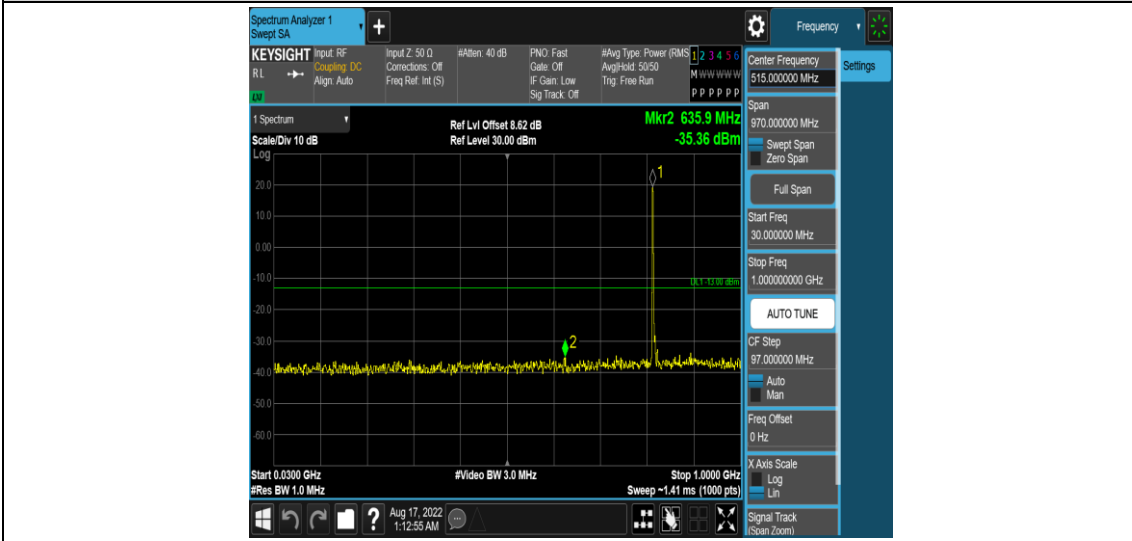 Spectrum Analyzer 1
Swept SA
+
Frequency
KEYSIGHT
RL
Input: RF
Coupling: DC
Align: Auto
Input Z: 50 Ω
Corrections: Off
Freq Ref: Int (S)
#Atten: 40 dB
PNO: Fast
Gate: Off
IF Gain: Low
Sig Track: Off
#Avg Type: Power (RMS
Avg|Hold: 50/50
Trig: Free Run
1 2 3 4 5 6
M W W W W W
P P P P P P
1 Spectrum
Scale/Div 10 dB
Ref Lvl Offset 8.62 dB
Ref Level 30.00 dBm
Mkr2 635.9 MHz
-35.36 dBm
Log
1
20.0
10.0
0.00
-10.0
DL1 -13.00 dBm
-20.0
-30.0
2
-40.0
-50.0
-60.0
Start 0.0300 GHz
#Video BW 3.0 MHz
Stop 1.0000 GHz
#Res BW 1.0 MHz
Sweep ~1.41 ms (1000 pts)
?
Aug 17, 2022
1:12:55 AM
Center Frequency
515.000000 MHz
Settings
Span
970.000000 MHz
Swept Span
Zero Span
Full Span
Start Freq
30.000000 MHz
Stop Freq
1.000000000 GHz
AUTO TUNE
CF Step
97.000000 MHz
Auto
Man
Freq Offset
0 Hz
X Axis Scale
Log
Lin
Signal Track
(Span Zoom)